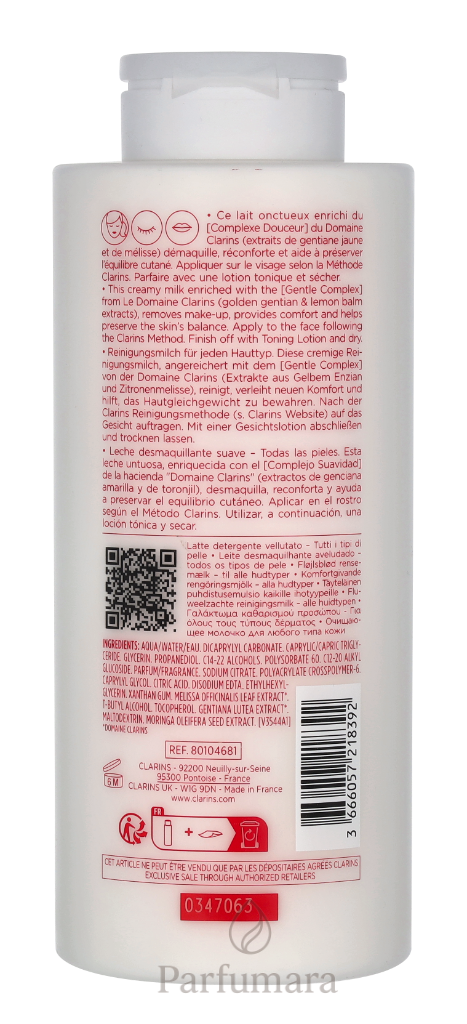 • Ce lait onctueux enrichi du
[Complexe Douceur] du Domaine
Clarins (extraits de gentiane jaune
et de mélisse) démaquille, réconforte et aide à préserver
l'équilibre cutané. Appliquer sur le visage selon la Méthode
Clarins. Parfaire avec une lotion tonique et sécher.
• This creamy milk enriched with the [Gentle Complex]
from Le Domaine Clarins (golden gentian & lemon balm
extracts), removes make-up, provides comfort and helps
preserve the skin's balance. Apply to the face following
the Clarins Method. Finish off with Toning Lotion and dry.
• Reinigungsmilch für jeden Hauttyp. Diese cremige Rei-
nigungsmilch, angereichert mit dem [Gentle Complex]
von der Domaine Clarins (Extrakte aus Gelbem Enzian
und Zitronenmelisse), reinigt, verleiht neuen Komfort und
hilft, das Hautgleichgewicht zu bewahren. Nach der
Clarins Reinigungsmethode (s. Clarins Website) auf das
Gesicht auftragen. Mit einer Gesichtslotion abschließen
und trocknen lassen.
• Leche desmaquillante suave – Todas las pieles. Esta
leche untuosa, enriquecida con el [Complejo Suavidad]
de la hacienda "Domaine Clarins" (extractos de genciana
amarilla y de toronjil), desmaquilla, reconforta y ayuda
a preservar el equilibrio cutáneo. Aplicar en el rostro
según el Método Clarins. Utilizar, a continuación, una
loción tónica y secar.
Latte detergente vellutato - Tutti i tipi di
pelle • Leite desmaquilhante aveludado -
todos os tipos de pele • Fløjlsblød rense-
mælk – til alle hudtyper • Komfortgivande
rengöringsmjölk - alla hudtyper • Täyteläinen
puhdistusemulsio kaikille ihotyypeille • Flu-
weelzachte reinigingsmilk - alle huidtypen •
Γαλάκτωμα καθαρισμού προσώπου - Για
όλους τους τύπους δέρματος • Очищаю-
щее молочко для любого типа кожи
INGREDIENTS: AQUA/WATER/EAU. DICAPRYLYL CARBONATE. CAPRYLIC/CAPRIC TRIGLY-
CERIDE. GLYCERIN. PROPANEDIOL. C14-22 ALCOHOLS. POLYSORBATE 60. C12-20 ALKYL
GLUCOSIDE. PARFUM/FRAGRANCE. SODIUM CITRATE. POLYACRYLATE CROSSPOLYMER-6.
CAPRYLYL GLYCOL. CITRIC ACID. DISODIUM EDTA. ETHYLHEXYL-
GLYCERIN. XANTHAN GUM. MELISSA OFFICINALIS LEAF EXTRACT*.
T-BUTYL ALCOHOL. TOCOPHEROL. GENTIANA LUTEA EXTRACT*.
MALTODEXTRIN. MORINGA OLEIFERA SEED EXTRACT. [V3544A]
*DOMAINE CLARINS
REF. 80104681
6 M
CLARINS - 92200 Neuilly-sur-Seine
95300 Pontoise - France
CLARINS UK - W1G 9DN - Made in France
www.clarins.com
3 666057 218392
FR
+
CET ARTICLE NE PEUT ÊTRE VENDU QUE PAR LES DÉPOSITAIRES AGRÉÉS CLARINS
EXCLUSIVE SALE THROUGH AUTHORIZED RETAILERS
0347063
Parfumara